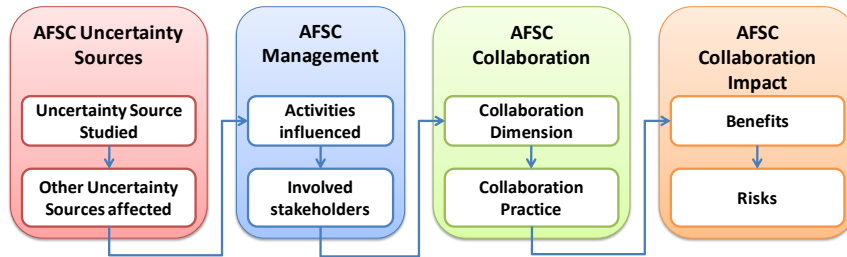 AFSC Uncertainty
Sources
Uncertainty Source
Studied
Other Uncertainty
Sources affected
AFSC
Management
Activities
influenced
Involved
stakeholders
AFSC
Collaboration
Collaboration
Dimension
Collaboration
Practice
AFSC
Collaboration
Impact
Benefits
Risks